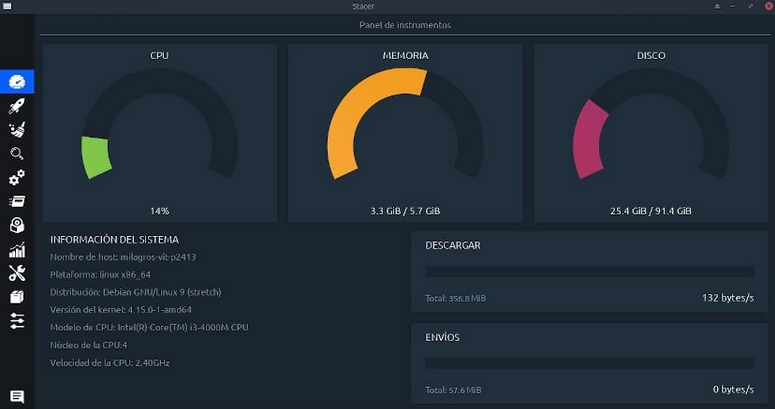 Stacer
Panel de instrumentos
CPU
14%
MEMORIA
3.3 GiB / 5.7 GiB
DISCO
25.4 GiB / 91.4 GiB
INFORMACIÓN DEL SISTEMA
Nombre de host: milagros-vit-p2413
Plataforma: linux x86_64
Distribución: Debian GNU/Linux 9 (stretch)
Versión del kernel: 4.15.0-1-amd64
Modelo de CPU: Intel(R) Core(TM) i3-4000M CPU
Núcleo de la CPU:4
Velocidad de la CPU: 2.40GHz
DESCARGAR
Total: 356.8 MiB
132 bytes/s
ENVÍOS
Total: 57.6 MiB
0 bytes/s